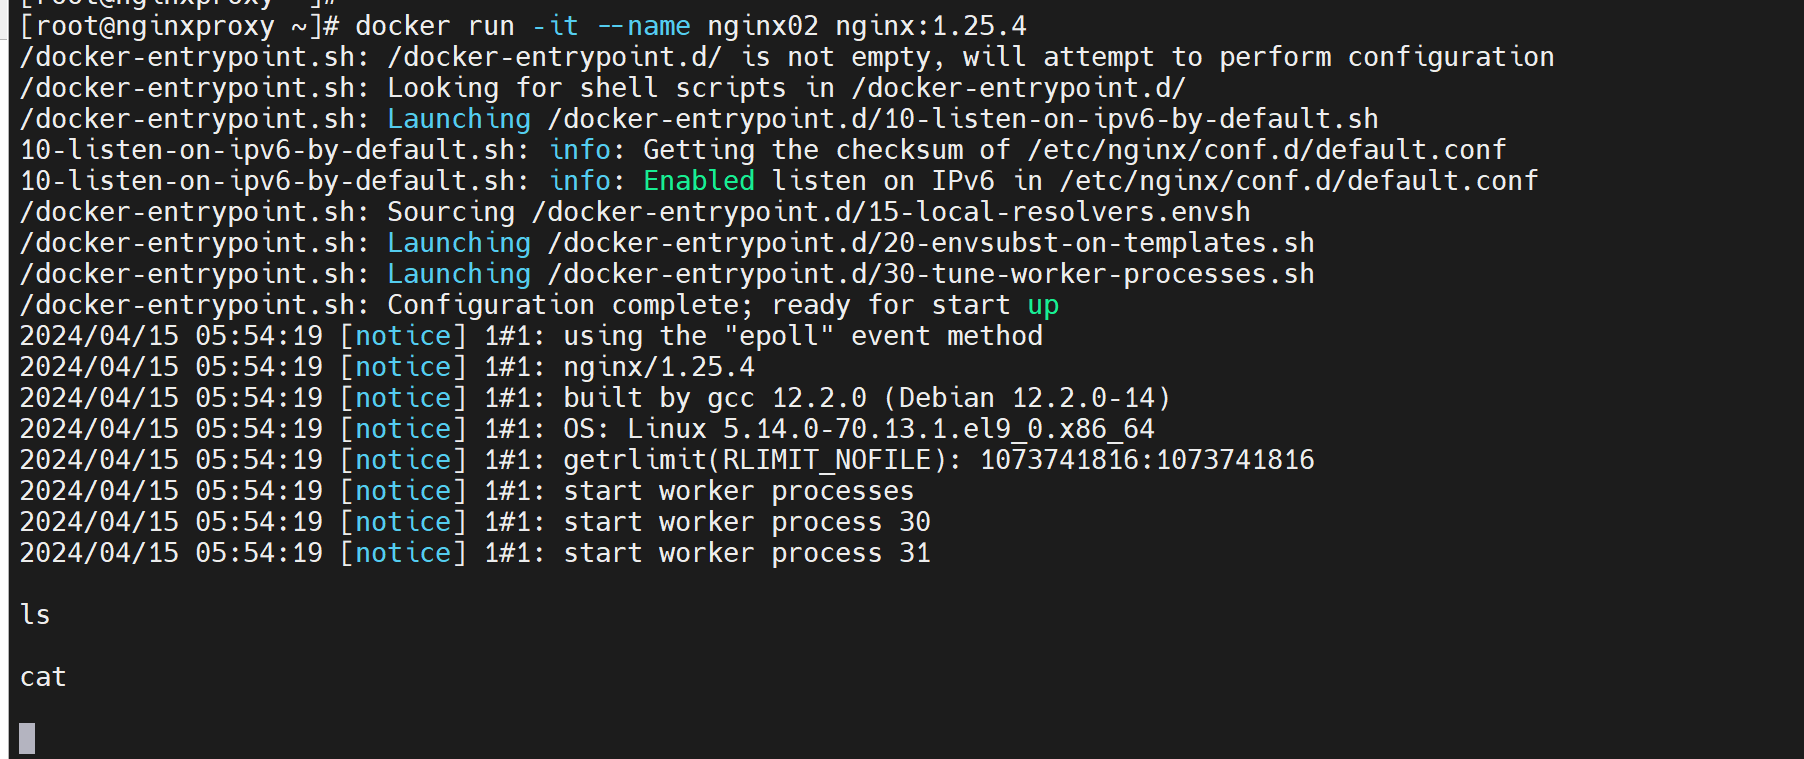 [root@nginxproxy ~]#
[root@nginxproxy ~]# docker run -it --name nginx02 nginx:1.25.4
/docker-entrypoint.sh: /docker-entrypoint.d/ is not empty, will attempt to perform configuration
/docker-entrypoint.sh: Looking for shell scripts in /docker-entrypoint.d/
/docker-entrypoint.sh: Launching /docker-entrypoint.d/10-listen-on-ipv6-by-default.sh
10-listen-on-ipv6-by-default.sh: info: Getting the checksum of /etc/nginx/conf.d/default.conf
10-listen-on-ipv6-by-default.sh: info: Enabled listen on IPv6 in /etc/nginx/conf.d/default.conf
/docker-entrypoint.sh: Sourcing /docker-entrypoint.d/15-local-resolvers.envsh
/docker-entrypoint.sh: Launching /docker-entrypoint.d/20-envsubst-on-templates.sh
/docker-entrypoint.sh: Launching /docker-entrypoint.d/30-tune-worker-processes.sh
/docker-entrypoint.sh: Configuration complete; ready for start up
2024/04/15 05:54:19 [notice] 1#1: using the "epoll" event method
2024/04/15 05:54:19 [notice] 1#1: nginx/1.25.4
2024/04/15 05:54:19 [notice] 1#1: built by gcc 12.2.0 (Debian 12.2.0-14)
2024/04/15 05:54:19 [notice] 1#1: OS: Linux 5.14.0-70.13.1.el9_0.x86_64
2024/04/15 05:54:19 [notice] 1#1: getrlimit(RLIMIT_NOFILE): 1073741816:1073741816
2024/04/15 05:54:19 [notice] 1#1: start worker processes
2024/04/15 05:54:19 [notice] 1#1: start worker process 30
2024/04/15 05:54:19 [notice] 1#1: start worker process 31
ls
cat